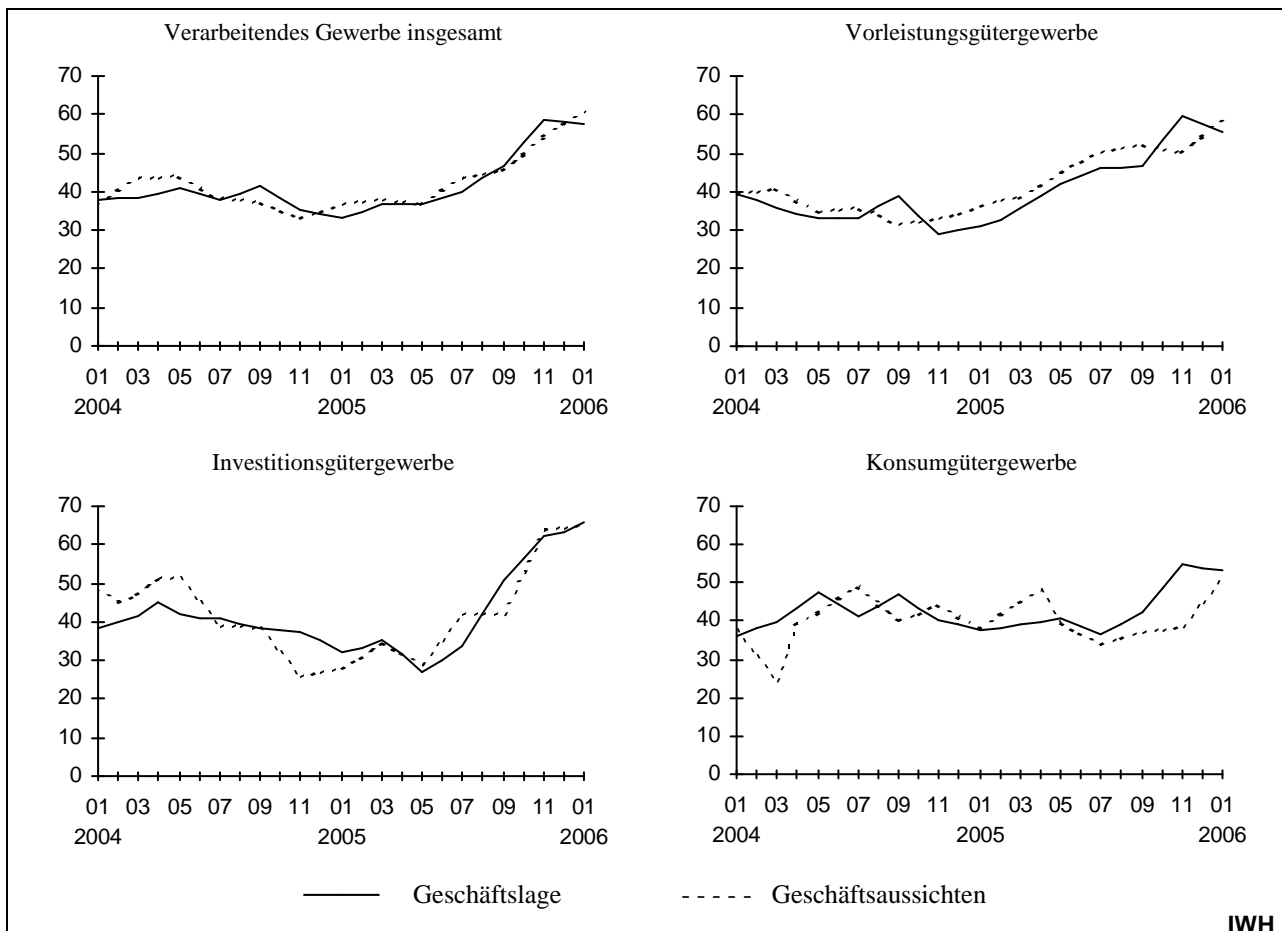 Verarbeitendes Gewerbe insgesamt
70
60
50
40
30
20
10
0
01 03 05 07 09 11 01 03 05 07 09 11 01
2004 2005 2006
Vorleistungsgütergewerbe
70
60
50
40
30
20
10
0
01 03 05 07 09 11 01 03 05 07 09 11 01
2004 2005 2006
Investitionsgütergewerbe
70
60
50
40
30
20
10
0
01 03 05 07 09 11 01 03 05 07 09 11 01
2004 2005 2006
Konsumgütergewerbe
70
60
50
40
30
20
10
0
01 03 05 07 09 11 01 03 05 07 09 11 01
2004 2005 2006
Geschäftslage Geschäftsaussichten
IWH